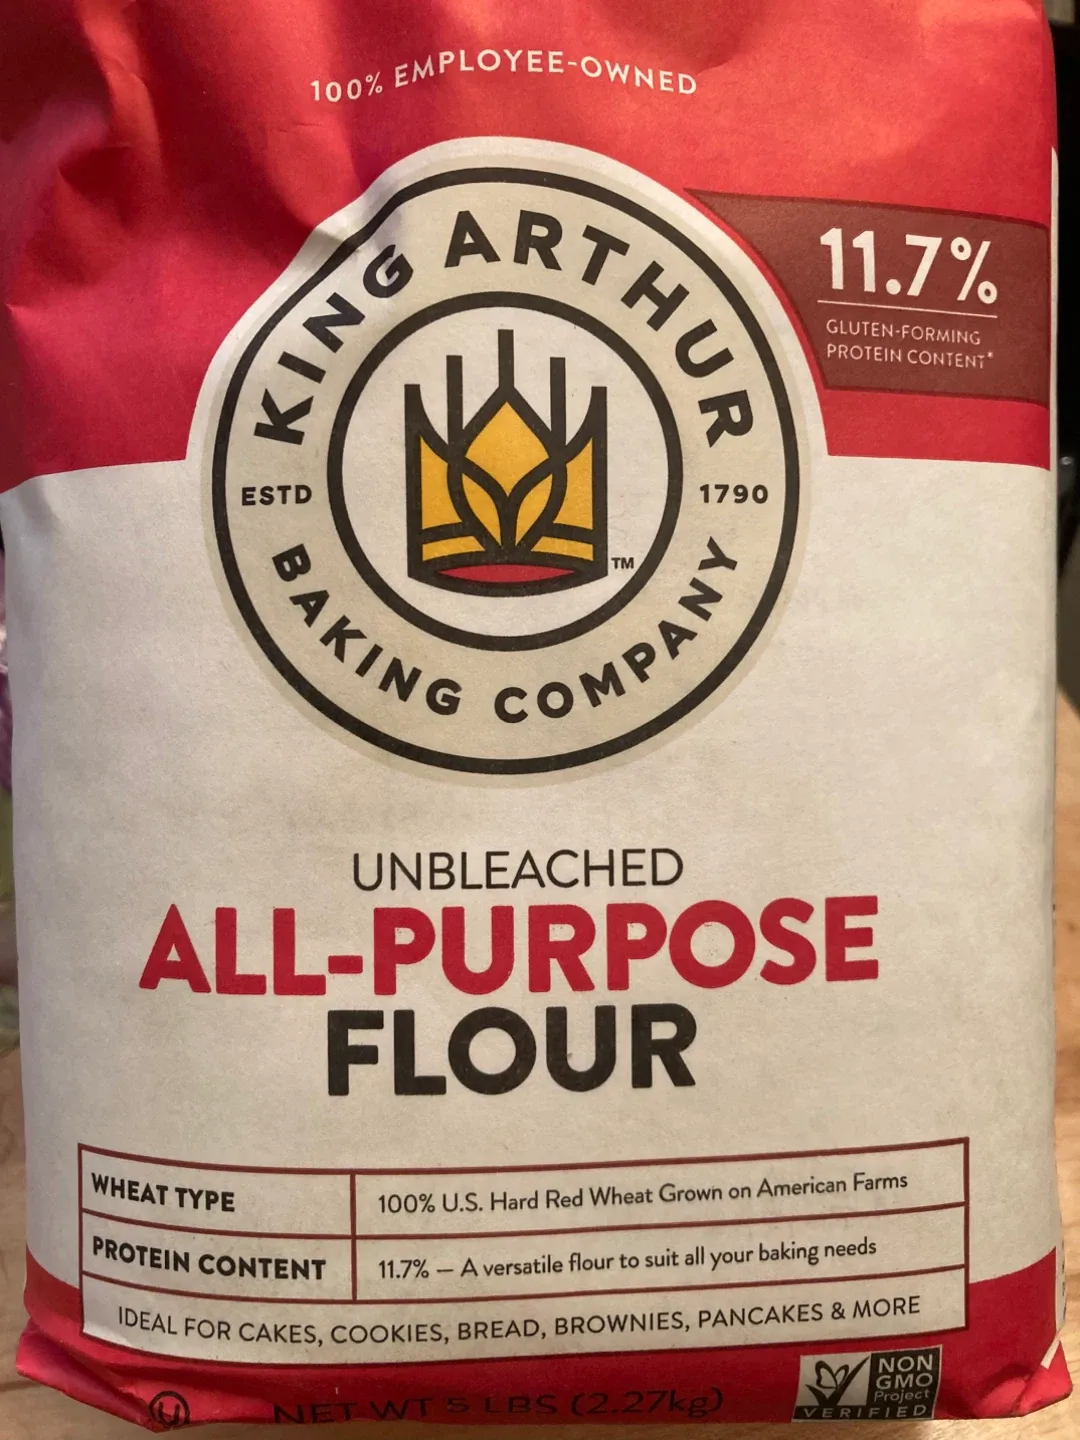 100% EMPLOYEE-OWNED
KING ARTHUR
11.7%
GLUTEN-FORMING
PROTEIN CONTENT*
ESTD 1790
TM
BAKING COMPANY
UNBLEACHED
ALL-PURPOSE
FLOUR
WHEAT TYPE 100% U.S. Hard Red Wheat Grown on American Farms
PROTEIN CONTENT 11.7% — A versatile flour to suit all your baking needs
IDEAL FOR CAKES, COOKIES, BREAD, BROWNIES, PANCAKES & MORE
U NET WT 5 LBS (2.27kg)
NON
GMO
Project
VERIFIED